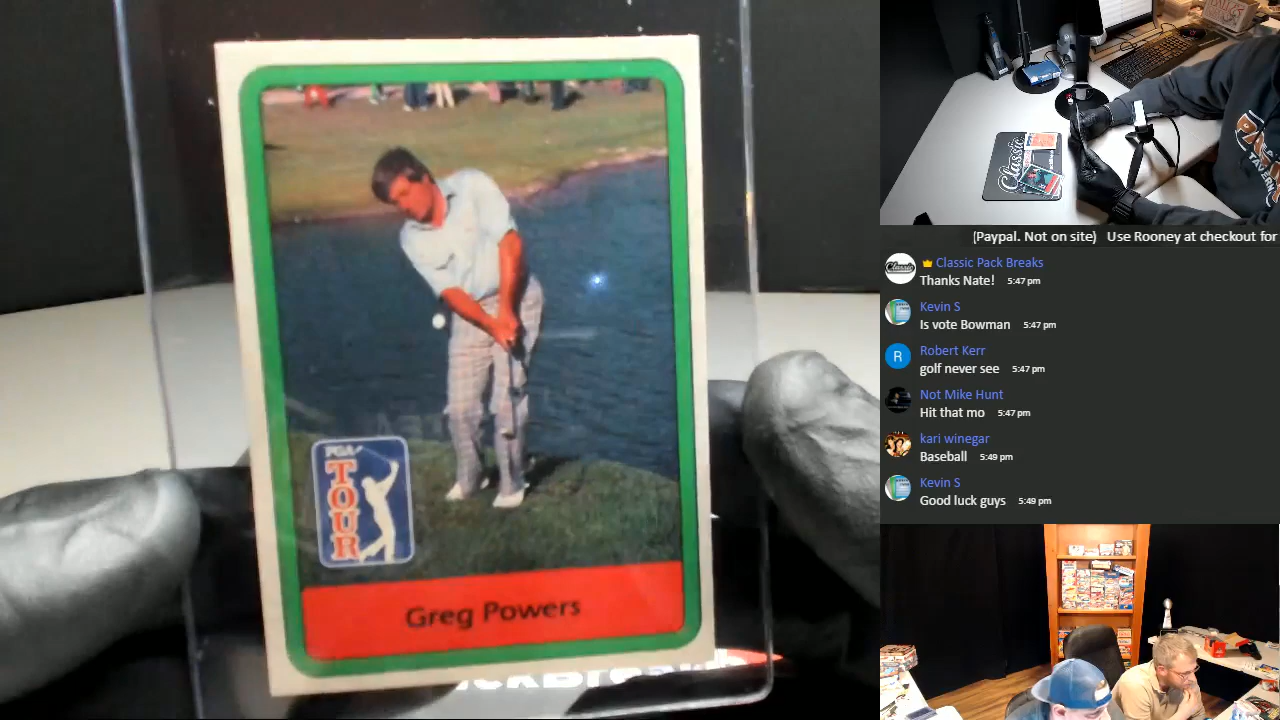 PGA
TOUR
Greg Powers
Classic
(Paypal. Not on site) Use Rooney at checkout for
Classic Pack Breaks
Thanks Nate! 5:47 pm
Kevin S
Is vote Bowman 5:47 pm
Robert Kerr
golf never see 5:47 pm
Not Mike Hunt
Hit that mo 5:47 pm
kari winegar
Baseball 5:49 pm
Kevin S
Good luck guys 5:49 pm